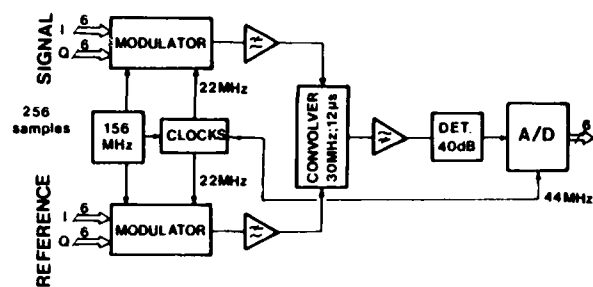 SIGNAL
I 6
Q 6
MODULATOR
22MHz
256
samples
156
MHz
CLOCKS
22MHz
REFERENCE
I 6
Q 6
MODULATOR
CONVOLVER
30MHz;12µs
DET.
40dB
A/D
6
44MHz